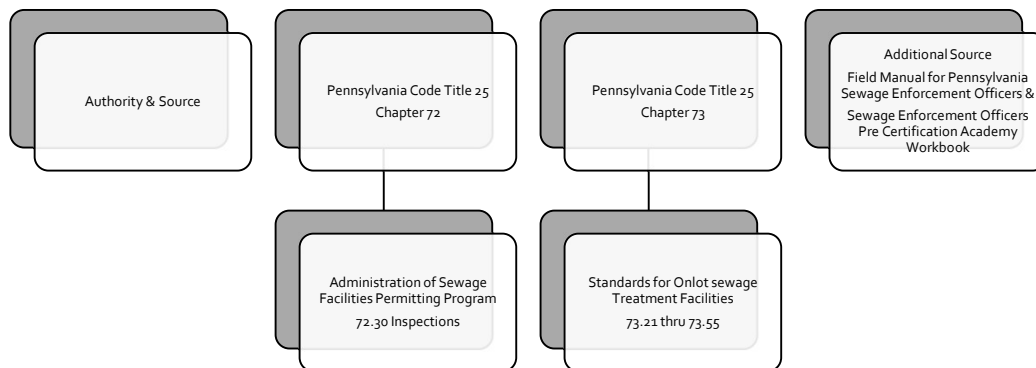 Authority & Source
Pennsylvania Code Title 25
Chapter 72
Pennsylvania Code Title 25
Chapter 73
Additional Source
Field Manual for Pennsylvania
Sewage Enforcement Officers &
Sewage Enforcement Officers
Pre Certification Academy
Workbook
Administration of Sewage
Facilities Permitting Program
72.30 Inspections
Standards for Onlot sewage
Treatment Facilities
73.21 thru 73.55